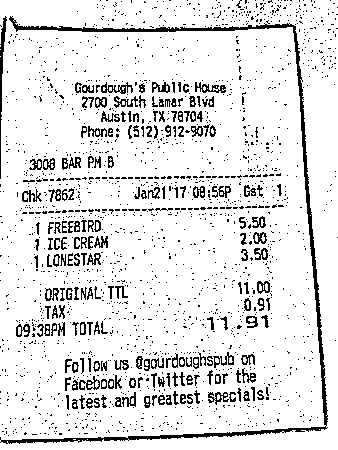 Gourdough's Public House
2700 South Lamar Blvd
Austin, TX 78704
Phone: (512) 912-9070
3008 BAR PM B
Chk 7862 Jan21'17 08:56P Gst 1
1 FREEBIRD 5.50
1 ICE CREAM 2.00
1 LONESTAR 3.50
ORIGINAL TTL 11.00
TAX 0.91
09:38PM TOTAL 11.91
Follow us @gourdoughspub on
Facebook or Twitter for the
latest and greatest specials!